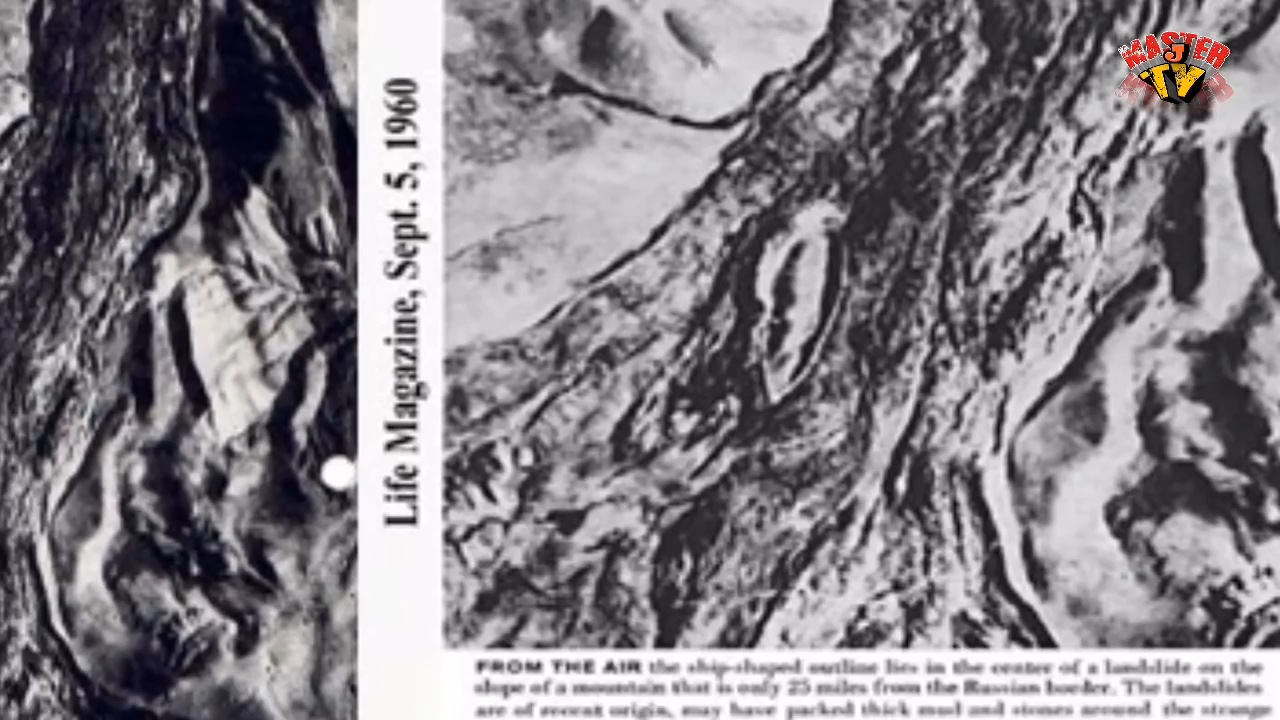 MASTER
J
TV
Life Magazine, Sept. 5, 1960
FROM THE AIR the ship-shaped outline lies in the center of a landslide on the
slope of a mountain that is only 25 miles from the Russian border. The landslides
are of recent origin, may have packed thick mud and stones around the strange